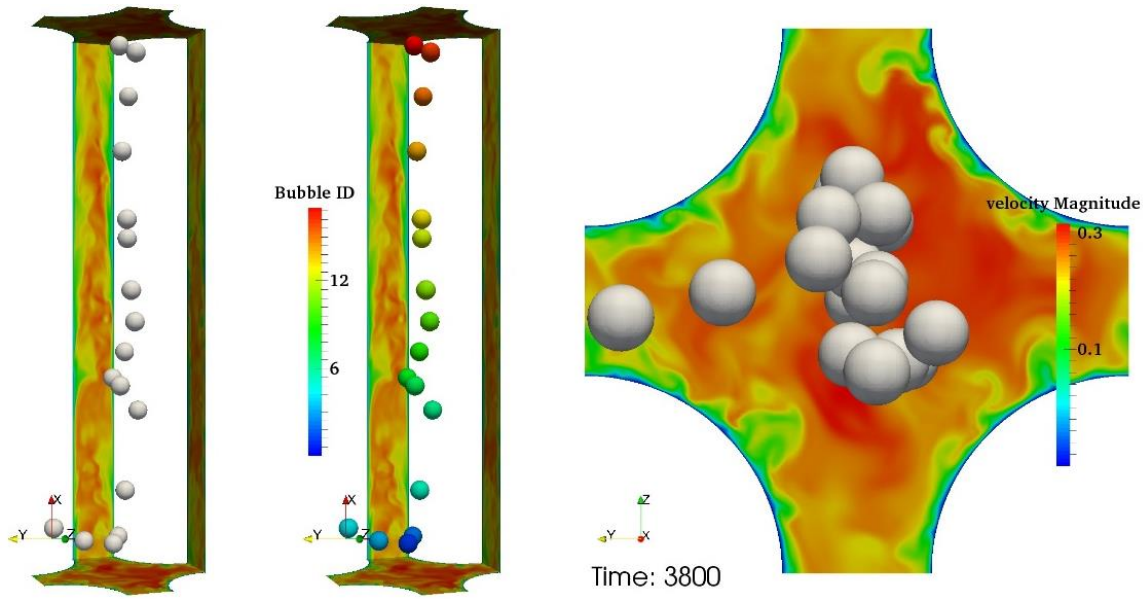 Bubble ID
12
6
X
Y
Z
X
Y
Z
velocity Magnitude
0.3
0.1
Z
Y
X
Time: 3800